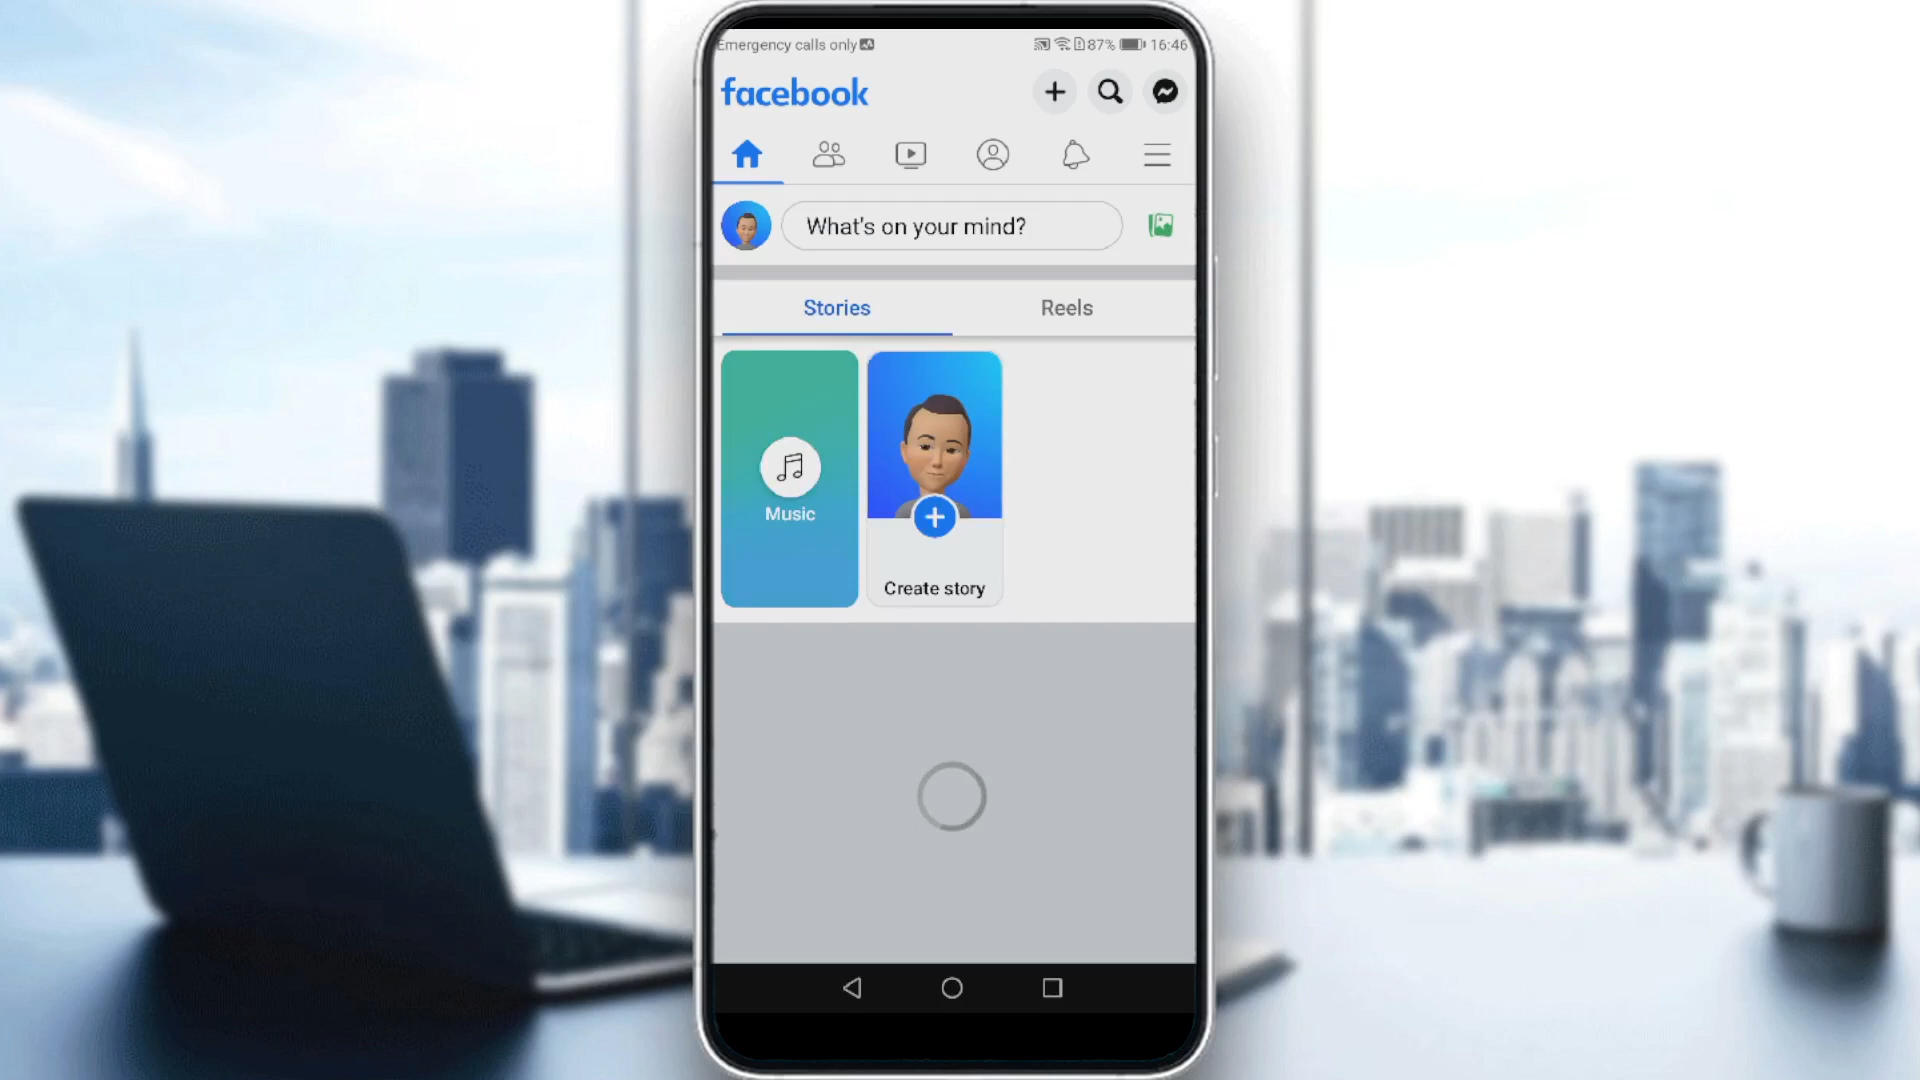 Emergency calls only 87% 16:46
facebook
What's on your mind?
Stories Reels
Music
Create story